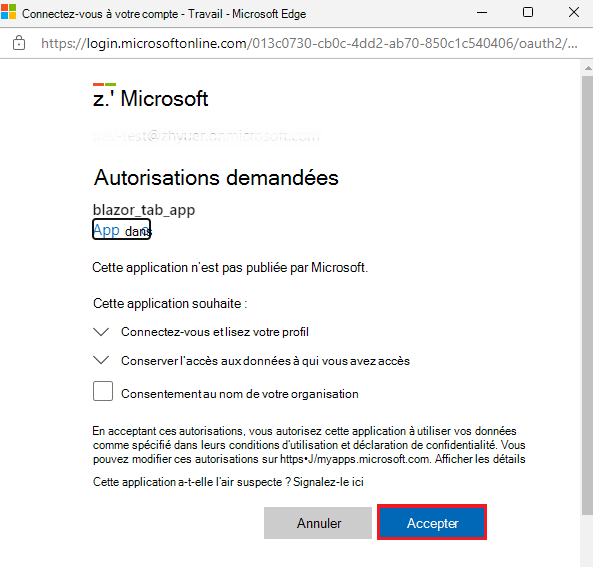 Connectez-vous à votre compte - Travail - Microsoft Edge
https://login.microsoftonline.com/013c0730-cb0c-4dd2-ab70-850c1c540406/oauth2/...
z.' Microsoft
Autorisations demandées
blazor_tab_app
App dans
Cette application n'est pas publiée par Microsoft.
Cette application souhaite :
Connectez-vous et lisez votre profil
Conserver l'accès aux données à qui vous avez accès
Consentement au nom de votre organisation
En acceptant ces autorisations, vous autorisez cette application à utiliser vos données
comme spécifié dans leurs conditions d'utilisation et déclaration de confidentialité. Vous
pouvez modifier ces autorisations sur https•J/myapps.microsoft.com. Afficher les détails
Cette application a-t-elle l'air suspecte ? Signalez-le ici
Annuler
Accepter